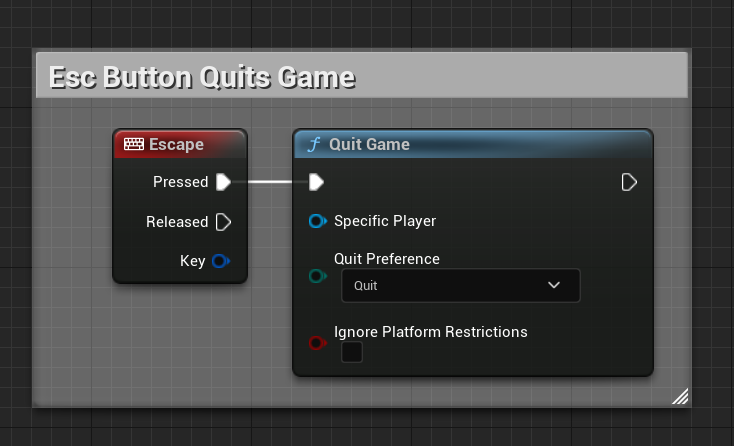 Esc Button Quits Game
Escape
Pressed
Released
Key
Quit Game
Specific Player
Quit Preference
Quit
Ignore Platform Restrictions